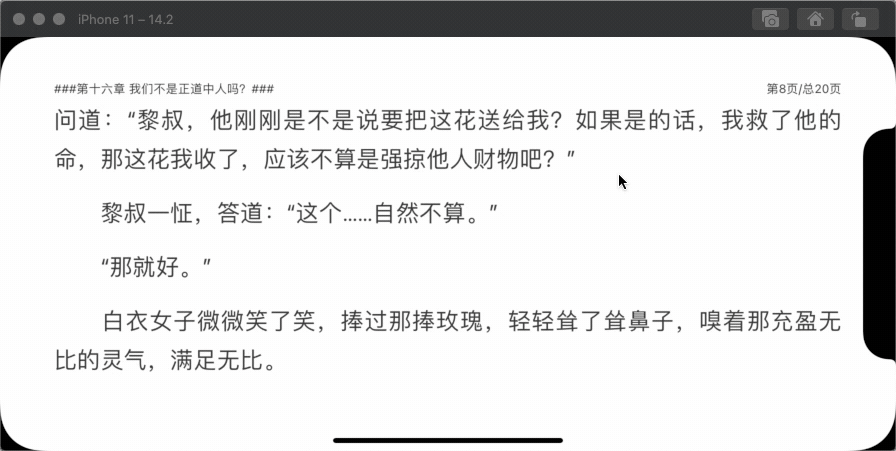 iPhone 11 – 14.2
###第十六章 我们不是正道中人吗？###
第8页/总20页
问道：“黎叔，他刚刚是不是说要把这花送给我？如果是的话，我救了他的
命，那这花我收了，应该不算是强掠他人财物吧？”
黎叔一怔，答道：“这个……自然不算。”
“那就好。”
白衣女子微微笑了笑，捧过那捧玫瑰，轻轻耸了耸鼻子，嗅着那充盈无
比的灵气，满足无比。